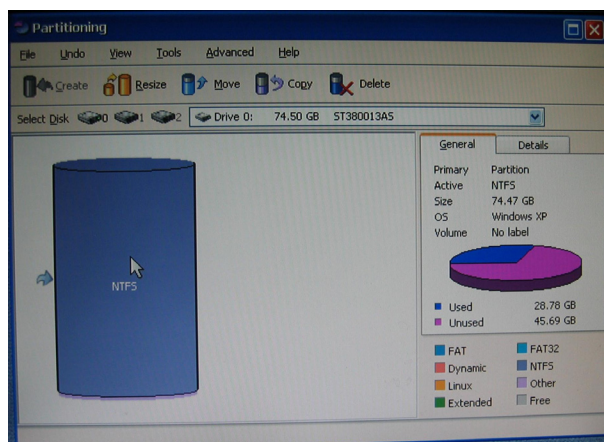 Partitioning
File Undo View Tools Advanced Help
Create Resize Move Copy Delete
Select Disk 0 1 2 Drive 0: 74.50 GB ST380013AS
General Details
Primary Partition
Active NTFS
Size 74.47 GB
OS Windows XP
Volume No label
NTFS
Used 28.78 GB
Unused 45.69 GB
FAT FAT32
Dynamic NTFS
Linux Other
Extended Free